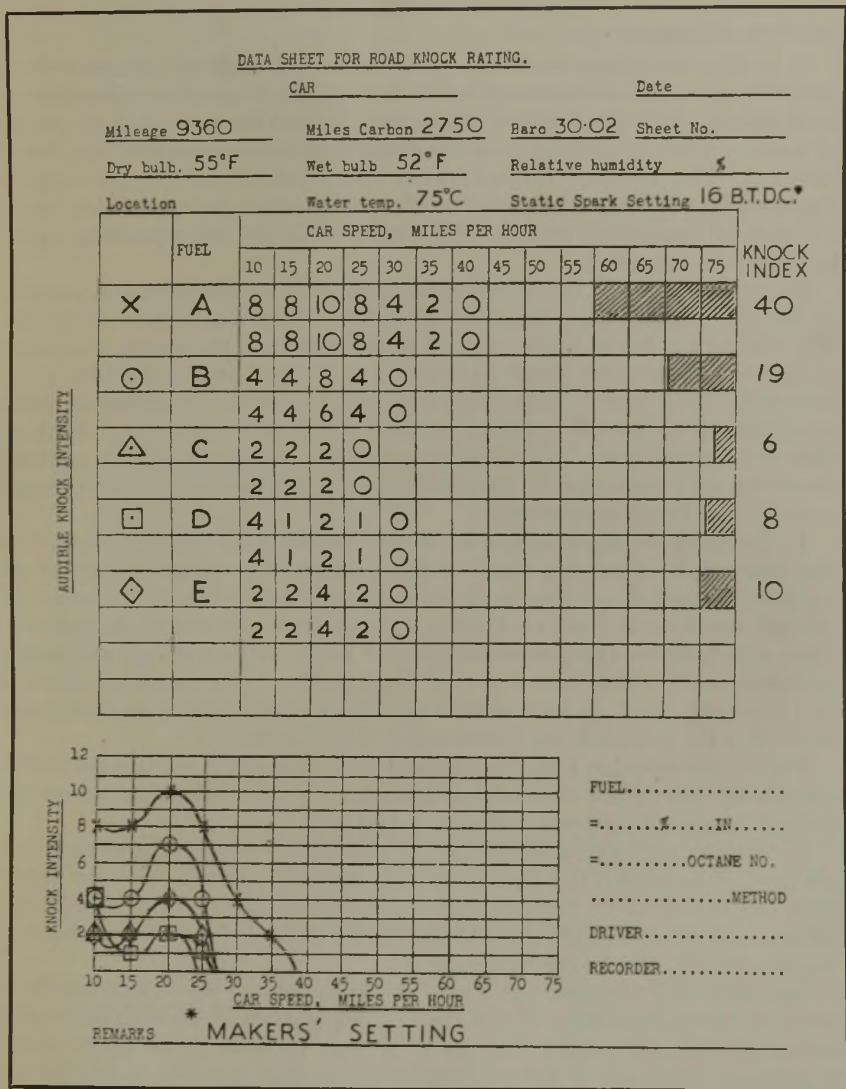 DATA SHEET FOR ROAD KNOCK RATING.
CAR Date
Mileage 9360 Miles Carbon 2750 Baro 30·02 Sheet No.
Dry bulb. 55°F Wet bulb 52°F Relative humidity %
Location Water temp. 75°C Static Spark Setting 16 B.T.D.C.*
CAR SPEED, MILES PER HOUR
FUEL 10 15 20 25 30 35 40 45 50 55 60 65 70 75 KNOCK INDEX
AUDIBLE KNOCK INTENSITY
A 8 8 10 8 4 2 0 40
8 8 10 8 4 2 0
B 4 4 8 4 0 19
4 4 6 4 0
C 2 2 2 0 6
2 2 2 0
D 4 1 2 1 0 8
4 1 2 1 0
E 2 2 4 2 0 10
2 2 4 2 0
KNOCK INTENSITY
12
10
8
6
4
2
10 15 20 25 30 35 40 45 50 55 60 65 70 75
CAR SPEED, MILES PER HOUR
FUEL................
=.......%.....IN......
=..........OCTANE NO.
.................METHOD
DRIVER...............
RECORDER.............
REMARKS * MAKERS' SETTING